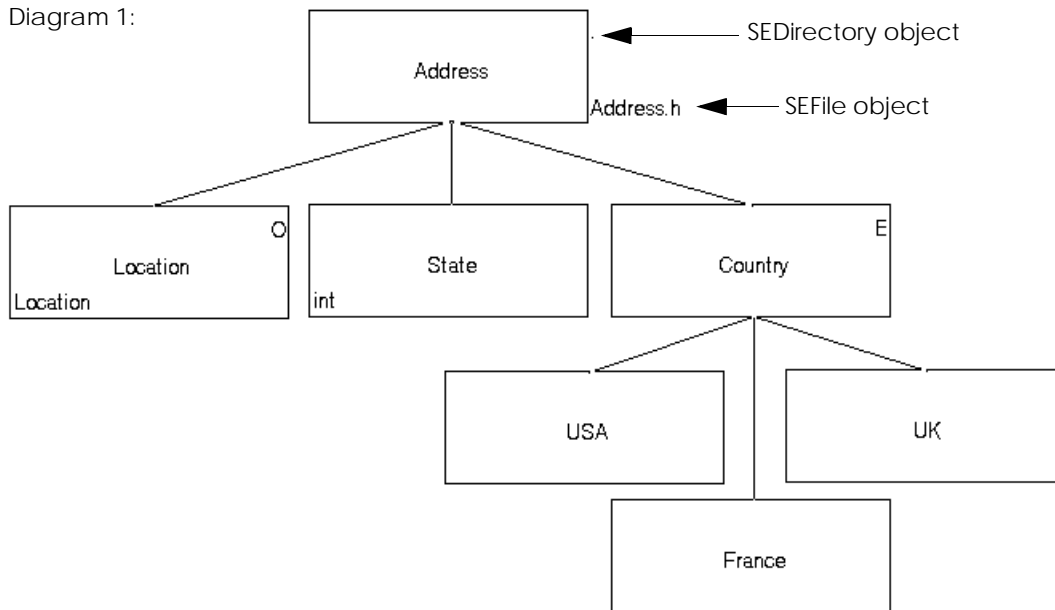 Diagram 1:
. SEDirectory object
Address
Address.h SEFile object
O
Location
Location
State
int
E
Country
USA
UK
France